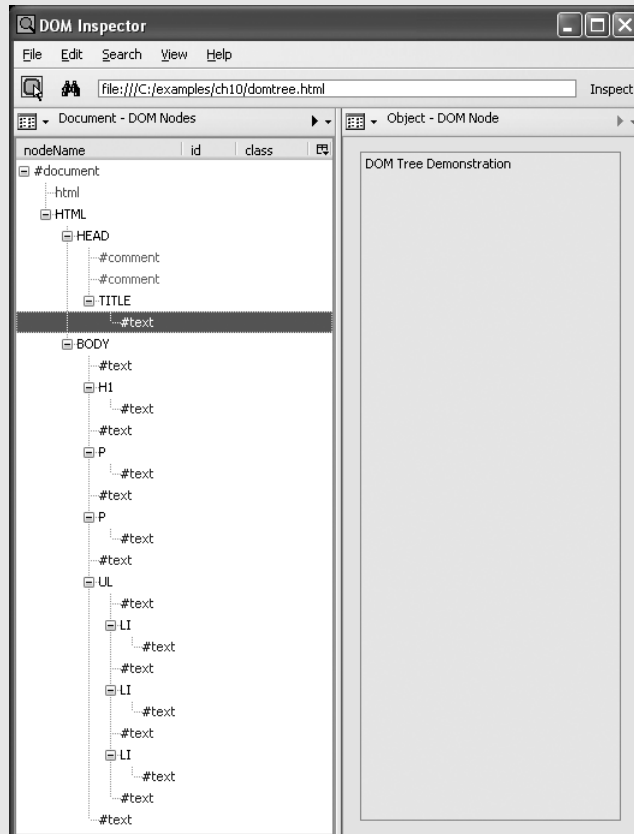 DOM Inspector
File Edit Search View Help
file:///C:/examples/ch10/domtree.html Inspect
Document - DOM Nodes
nodeName id class
#document
html
HTML
HEAD
#comment
#comment
TITLE
#text
BODY
#text
H1
#text
#text
P
#text
#text
P
#text
#text
UL
#text
LI
#text
#text
LI
#text
#text
LI
#text
#text
#text
Object - DOM Node
DOM Tree Demonstration